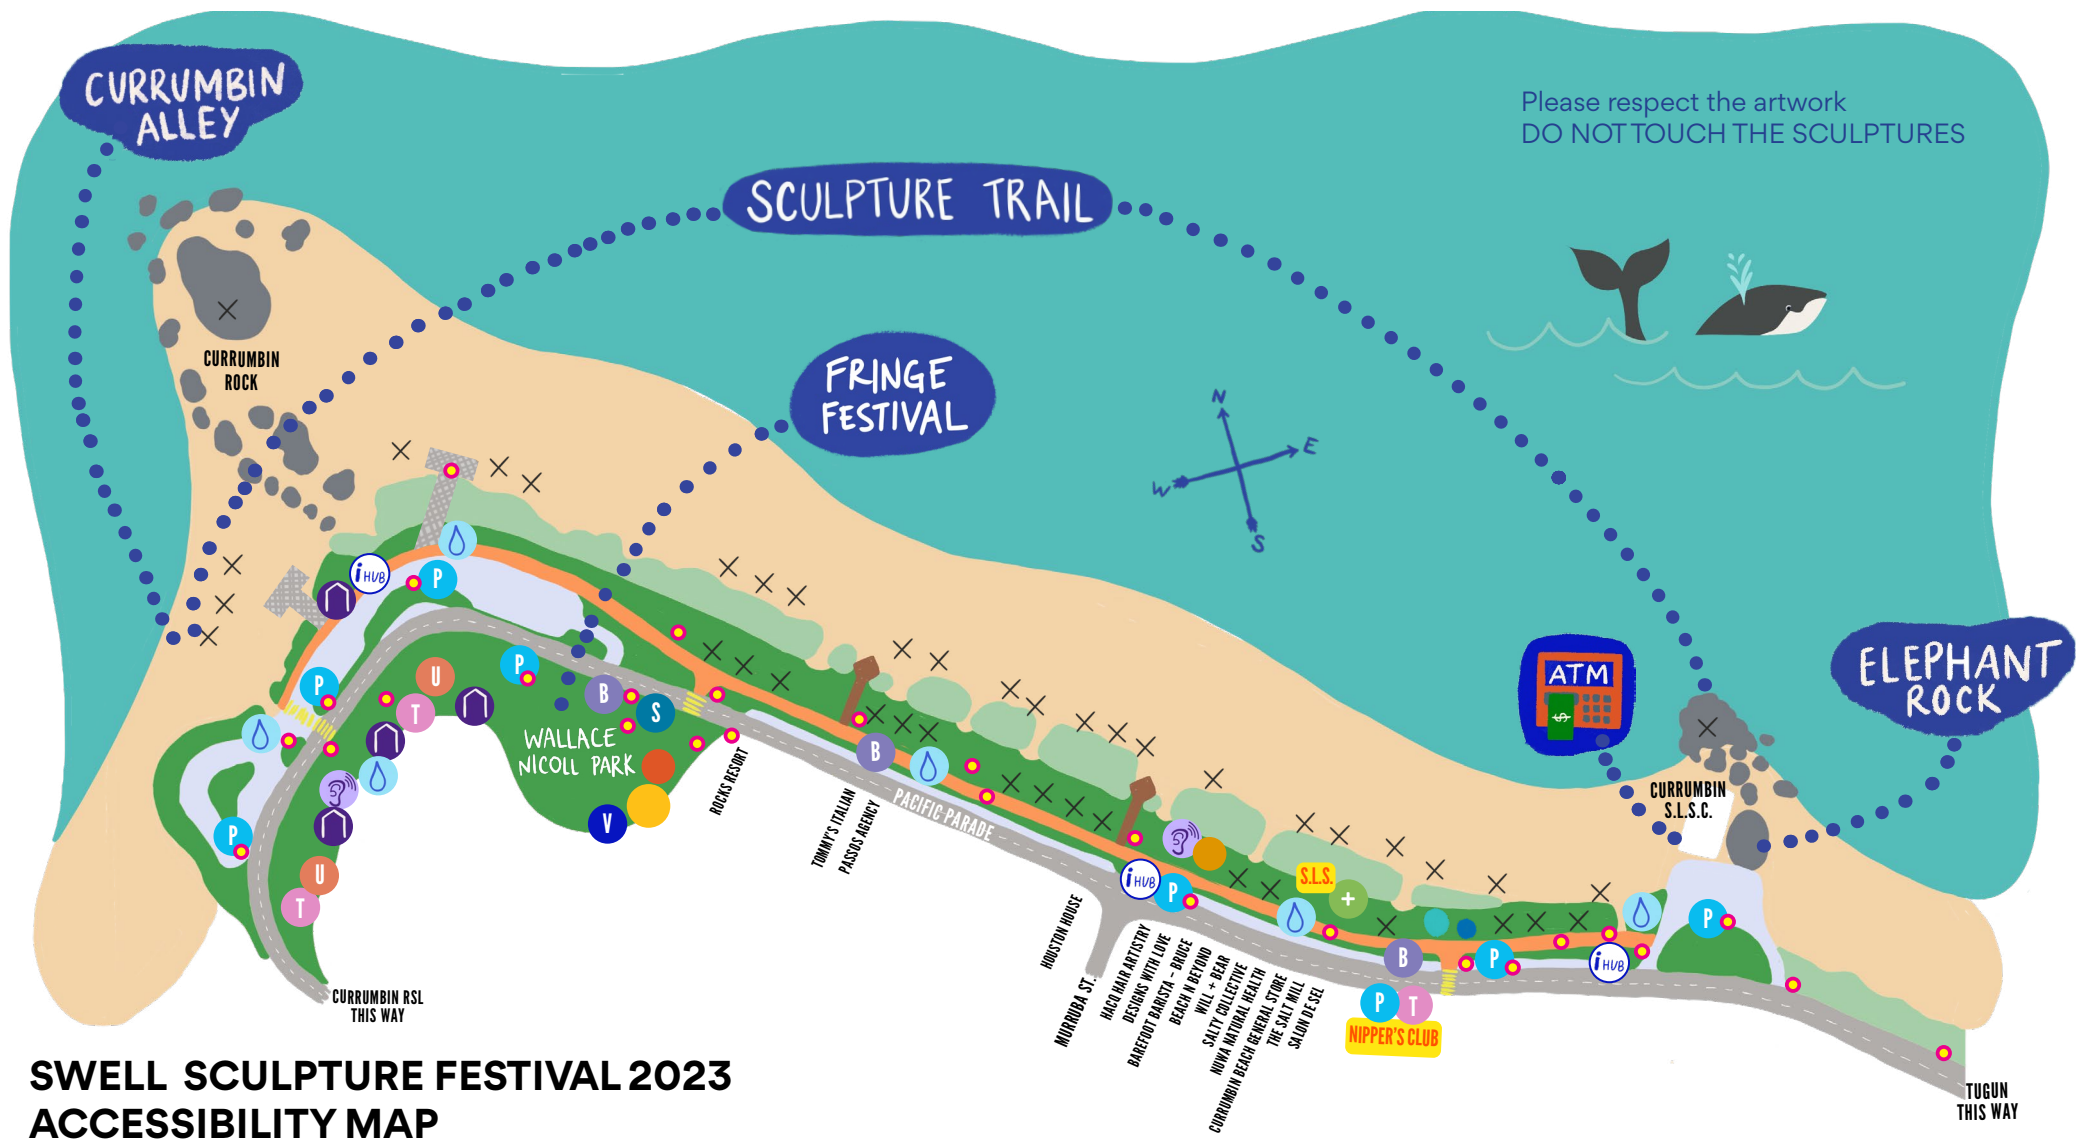 CURRUMBIN
ALLEY
Please respect the artwork
DO NOT TOUCH THE SCULPTURES
SCULPTURE TRAIL
FRINGE
FESTIVAL
CURRUMBIN
ROCK
N
E
W
S
ATM
$
ELEPHANT
ROCK
CURRUMBIN
S.L.S.C.
i HUB
P
P
U
T
P
B
S
WALLACE
NICOLL PARK
V
P
U
T
ROCKS RESORT
TOMMY'S ITALIAN
PASSOS AGENCY
B
PACIFIC PARADE
i HUB
P
S.L.S.
+
B
P
i HUB
P
P
T
NIPPER'S CLUB
HOUSTON HOUSE
MURRUBA ST.
HACO HAIR ARTISTRY
DESIGNS WITH LOVE
BAREFOOT BARISTA - BRUCE
BEACH N BEYOND
WILL + BEAR
SALTY COLLECTIVE
NUWA NATURAL HEALTH
CURRUMBIN BEACH GENERAL STORE
THE SALT MILL
SALON DE SEL
CURRUMBIN RSL
THIS WAY
TUGUN
THIS WAY
SWELL SCULPTURE FESTIVAL 2023
ACCESSIBILITY MAP